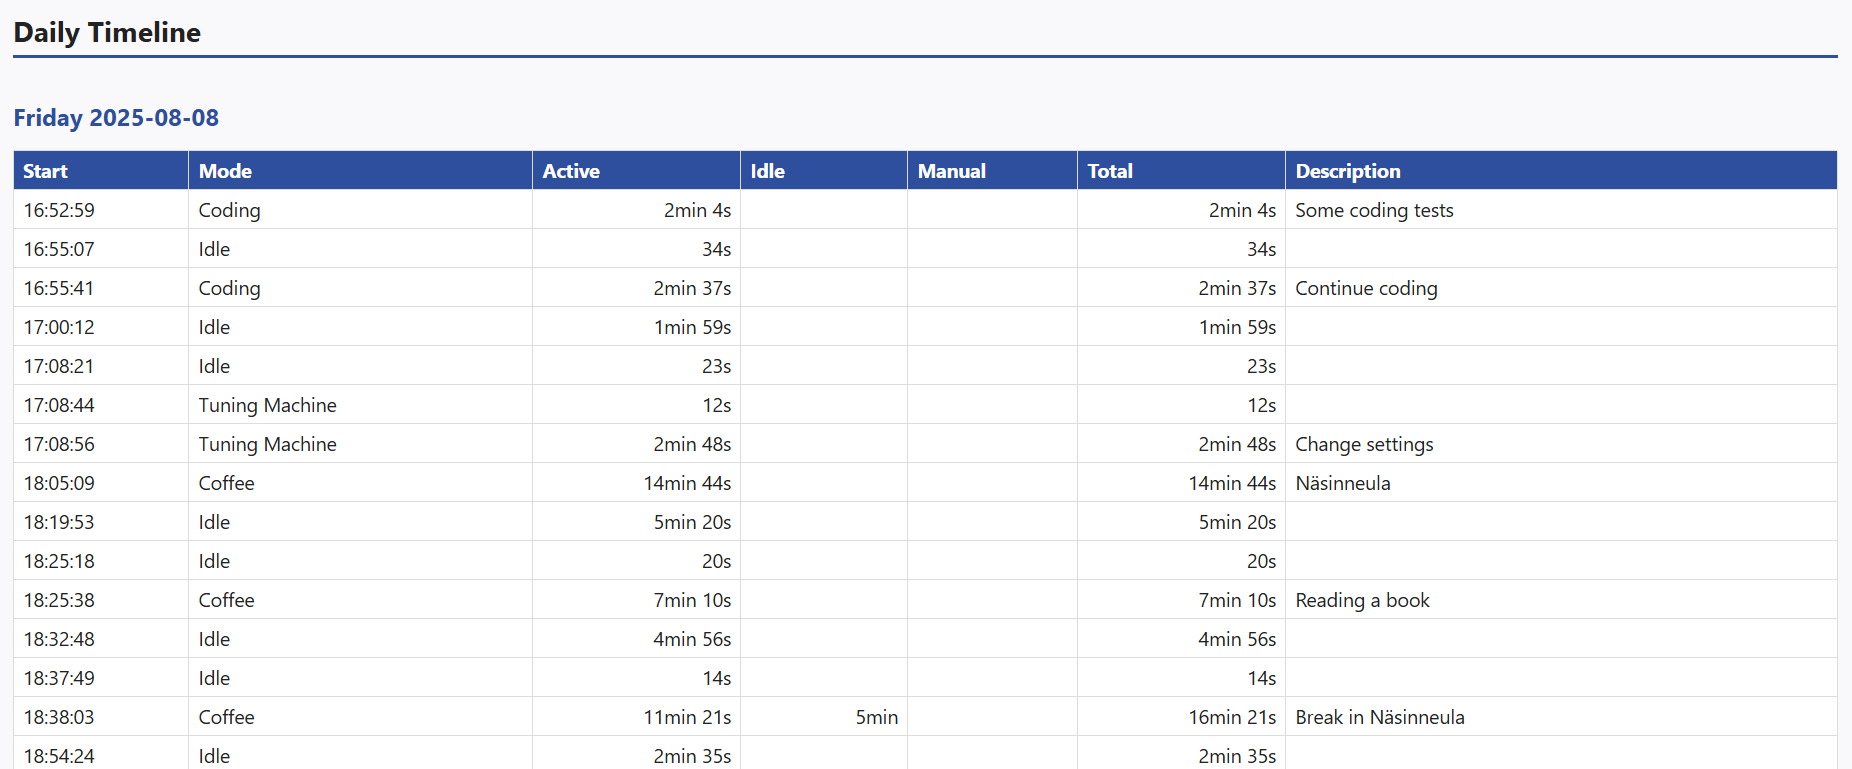 Daily Timeline
Friday 2025-08-08
Start Mode Active Idle Manual Total Description
16:52:59 Coding 2min 4s 2min 4s Some coding tests
16:55:07 Idle 34s 34s
16:55:41 Coding 2min 37s 2min 37s Continue coding
17:00:12 Idle 1min 59s 1min 59s
17:08:21 Idle 23s 23s
17:08:44 Tuning Machine 12s 12s
17:08:56 Tuning Machine 2min 48s 2min 48s Change settings
18:05:09 Coffee 14min 44s 14min 44s Näsinneula
18:19:53 Idle 5min 20s 5min 20s
18:25:18 Idle 20s 20s
18:25:38 Coffee 7min 10s 7min 10s Reading a book
18:32:48 Idle 4min 56s 4min 56s
18:37:49 Idle 14s 14s
18:38:03 Coffee 11min 21s 5min 16min 21s Break in Näsinneula
18:54:24 Idle 2min 35s 2min 35s